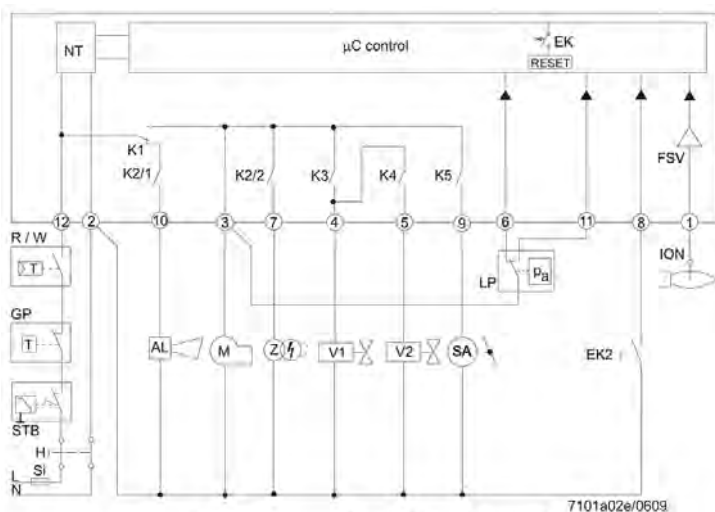 NT
μC control
EK
RESET
FSV
K1
K2/1
K2/2
K3
K4
K5
12
2
10
3
7
4
5
9
6
11
8
1
R / W
T
GP
T
STB
H
Si
L
N
AL
M
Z
V1
V2
SA
LP
pa
EK2
ION
7101a02e/0609